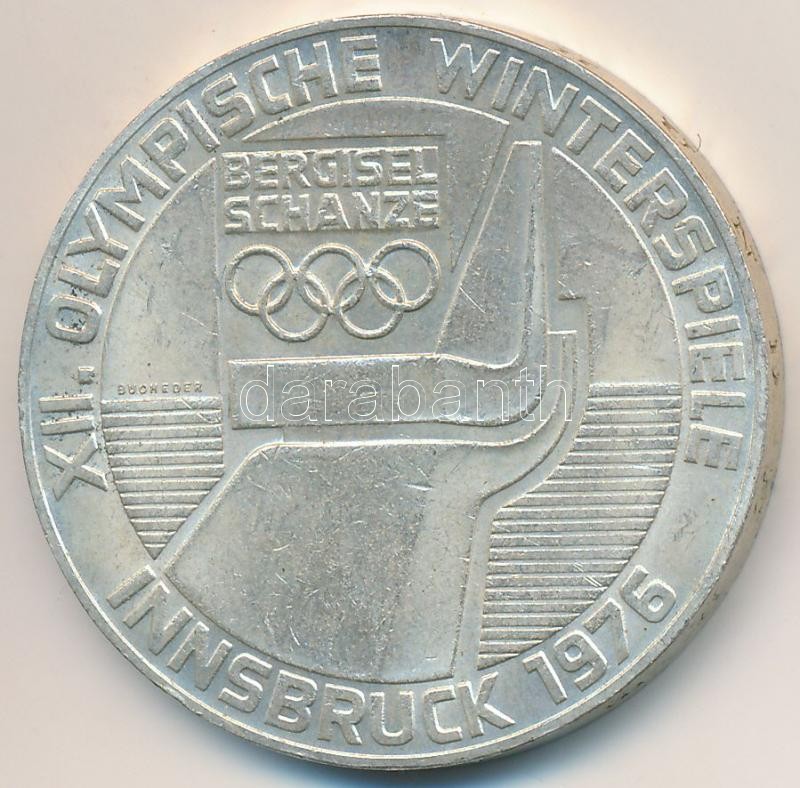 XII. OLYMPISCHE WINTERSPIELE
BERGISEL
SCHANZE
BUCHEDER
darabanth
INNSBRUCK 1976